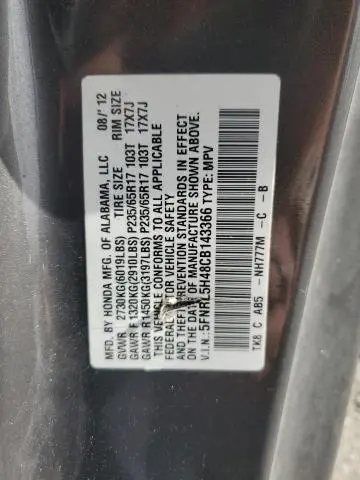 MFD. BY HONDA MFG. OF ALABAMA, LLC 08/'12
TIRE SIZE RIM SIZE
GVWR 2730KG(6019LBS)
GAWR F 1320KG(2910LBS) P235/65R17 103T 17X7J
GAWR R 1450KG(3197LBS) P235/65R17 103T 17X7J
THIS VEHICLE CONFORMS TO ALL APPLICABLE
FEDERAL VEHICLE SAFETY, BUMPER
AND THEFT PREVENTION STANDARDS IN EFFECT
ON THE DATE OF MANUFACTURE SHOWN ABOVE.
V.I.N.: 5FNRL5H48CB143366 TYPE: MPV
TK8 C AB5 -NH777M -C -B